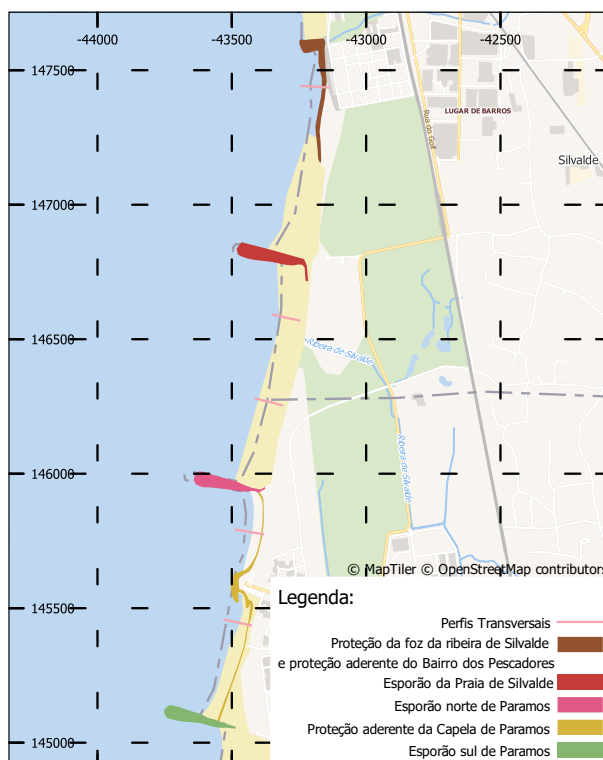 -44000 -43500 -43000 -42500
147500
LUGAR DE BARROS
Rua do Golf
Silvalde
147000
146500
Ribeira de Silvalde
146000
Ribeira de Silvalde
145500
© MapTiler © OpenStreetMap contributors
Legenda:
Perfis Transversais
Proteção da foz da ribeira de Silvalde
e proteção aderente do Bairro dos Pescadores
Esporão da Praia de Silvalde
Esporão norte de Paramos
Proteção aderente da Capela de Paramos
Esporão sul de Paramos
145000